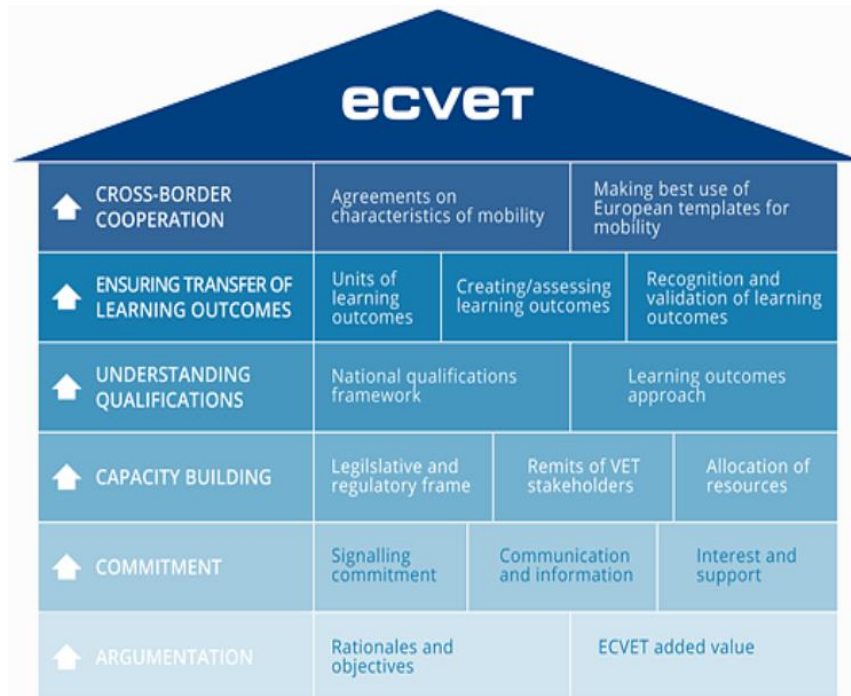 ecvet
CROSS-BORDER
COOPERATION
Agreements on
characteristics of mobility
Making best use of
European templates for
mobility
ENSURING TRANSFER OF
LEARNING OUTCOMES
Units of
learning
outcomes
Creating/assessing
learning outcomes
Recognition and
validation of learning
outcomes
UNDERSTANDING
QUALIFICATIONS
National qualifications
framework
Learning outcomes
approach
CAPACITY BUILDING
Legilslative and
regulatory frame
Remits of VET
stakeholders
Allocation of
resources
COMMITMENT
Signalling
commitment
Communication
and information
Interest and
support
ARGUMENTATION
Rationales and
objectives
ECVET added value